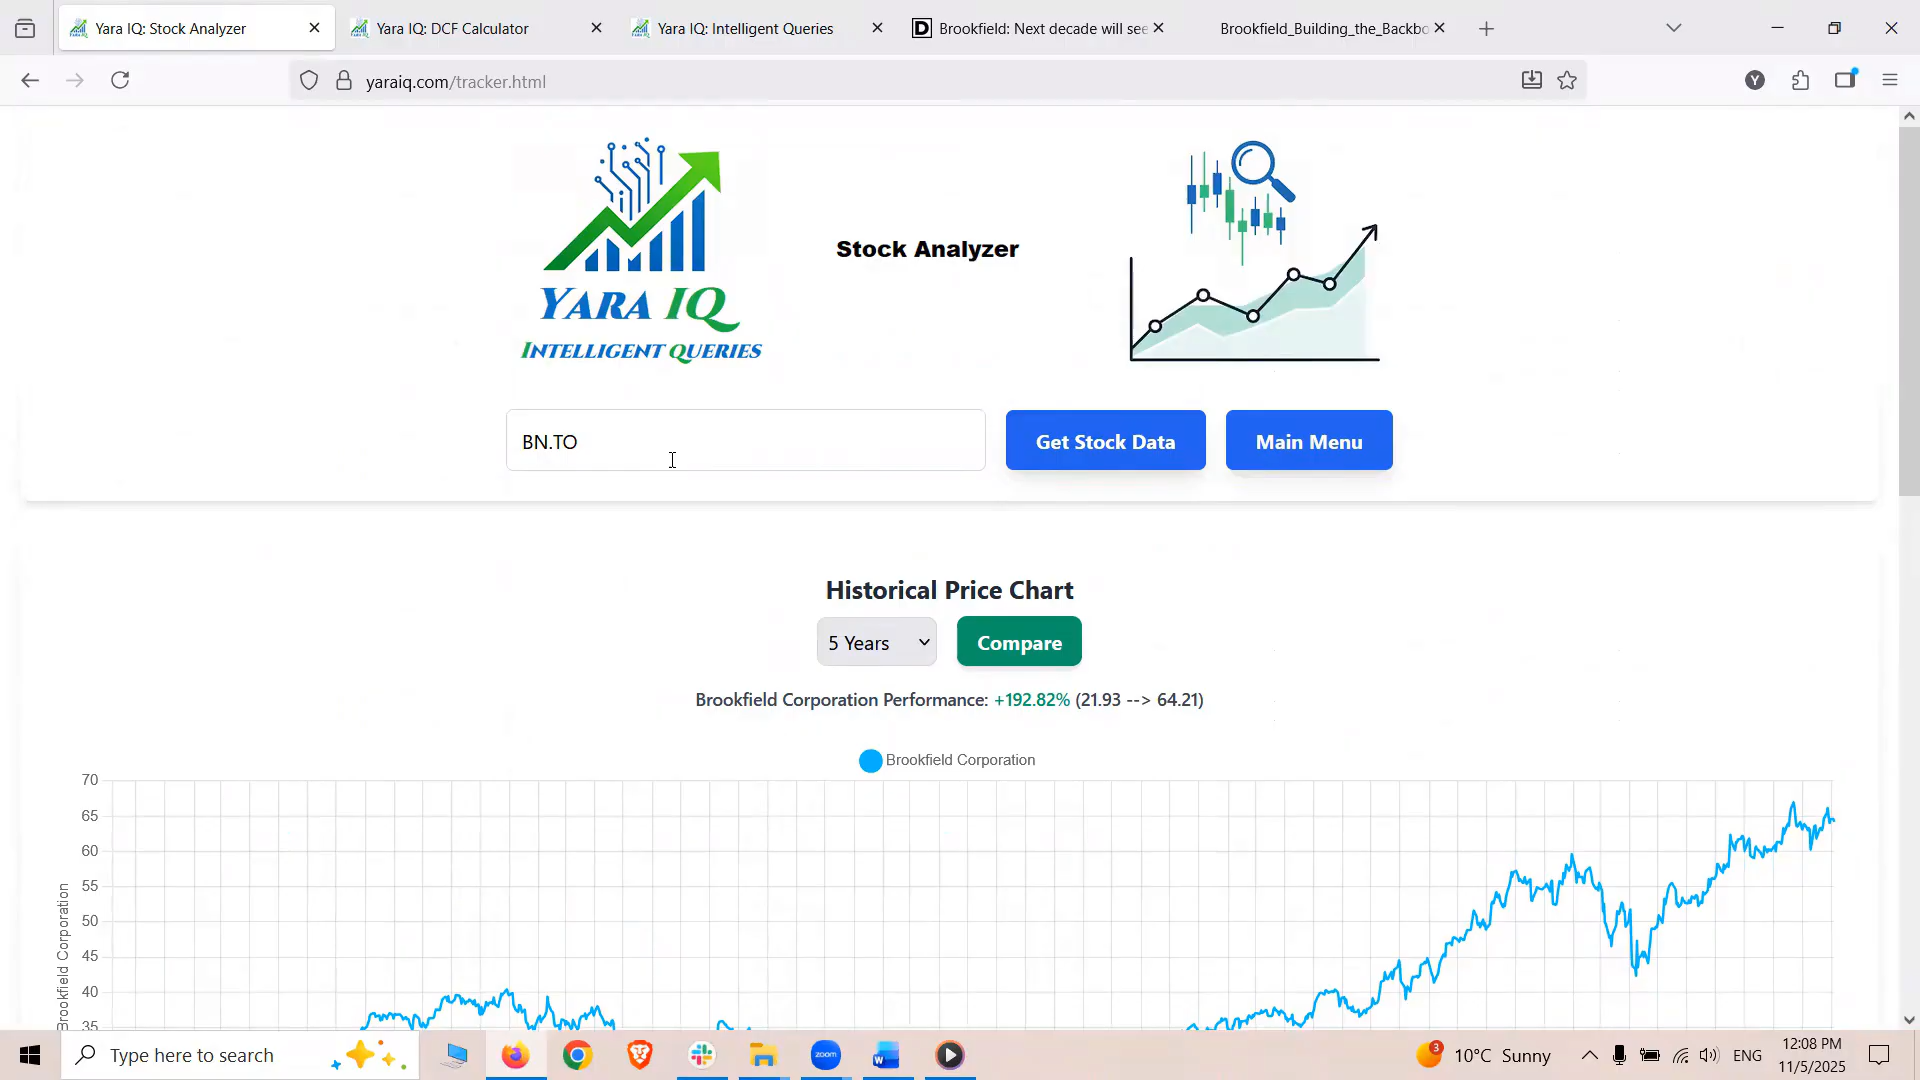 Yara IQ: Stock Analyzer
Yara IQ: DCF Calculator
Yara IQ: Intelligent Queries
D
Brookfield: Next decade will see
Brookfield_Building_the_Backbo
yaraiq.com/tracker.html
Y
YARA IQ
INTELLIGENT QUERIES
Stock Analyzer
BN.TO
Get Stock Data
Main Menu
Historical Price Chart
5 Years
Compare
Brookfield Corporation Performance: +192.82% (21.93 --> 64.21)
Brookfield Corporation
70
65
60
55
50
45
40
35
Brookfield Corporation
Type here to search
zoom
W
3
10°C Sunny
ENG
12:08 PM
11/5/2025